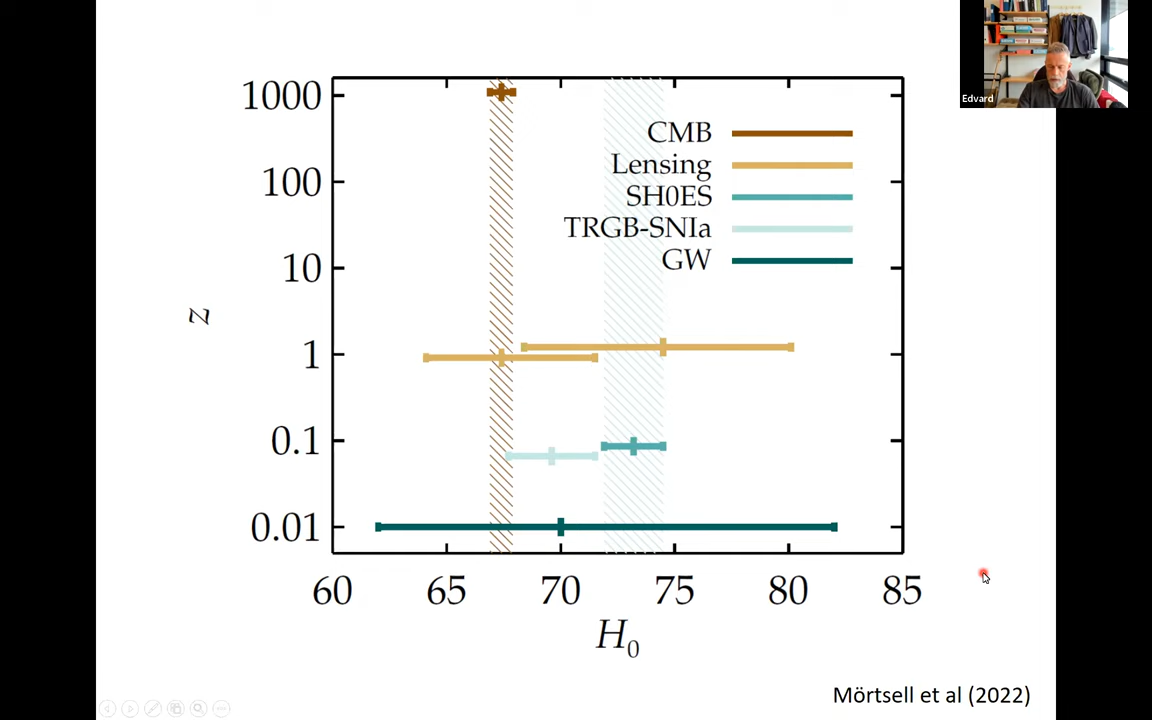 Edvard
1000
100
10
1
0.1
0.01
z
CMB
Lensing
SH0ES
TRGB-SNIa
GW
60 65 70 75 80 85
H₀
Mörtsell et al (2022)